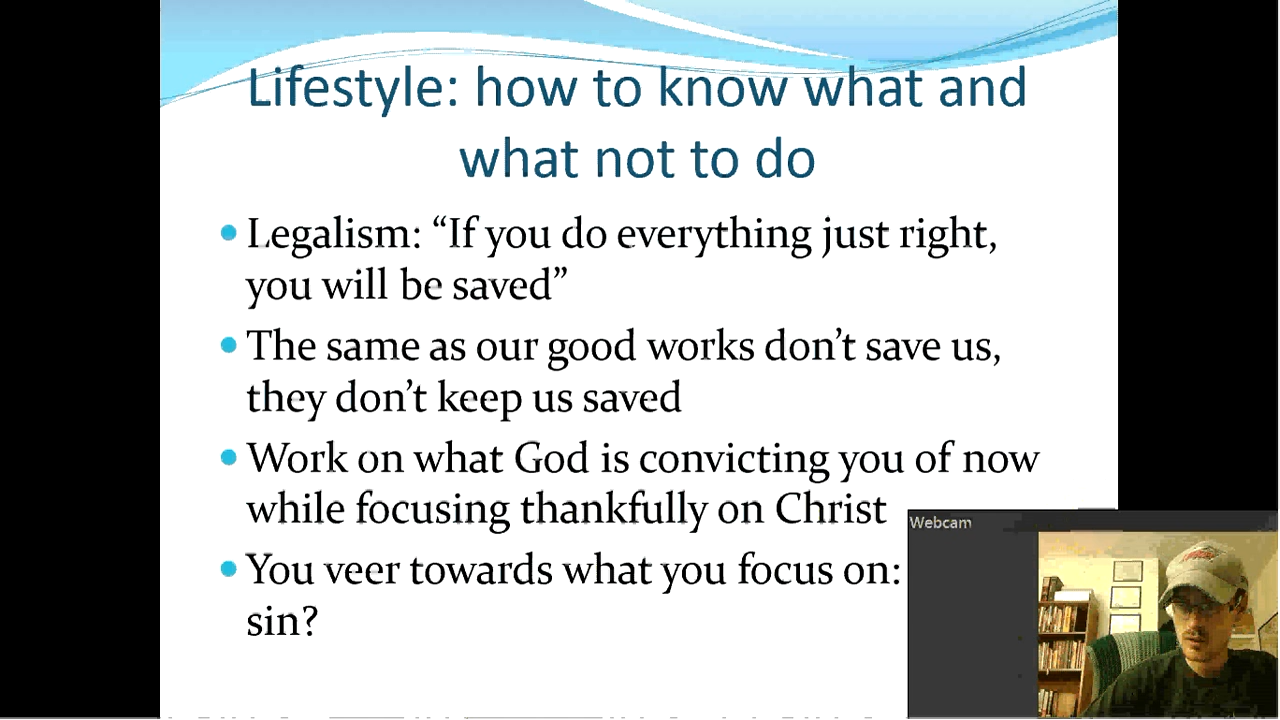 Lifestyle: how to know what and
what not to do
• Legalism: “If you do everything just right,
you will be saved”
• The same as our good works don’t save us,
they don’t keep us saved
• Work on what God is convicting you of now
while focusing thankfully on Christ
• You veer towards what you focus on:
sin?
Webcam